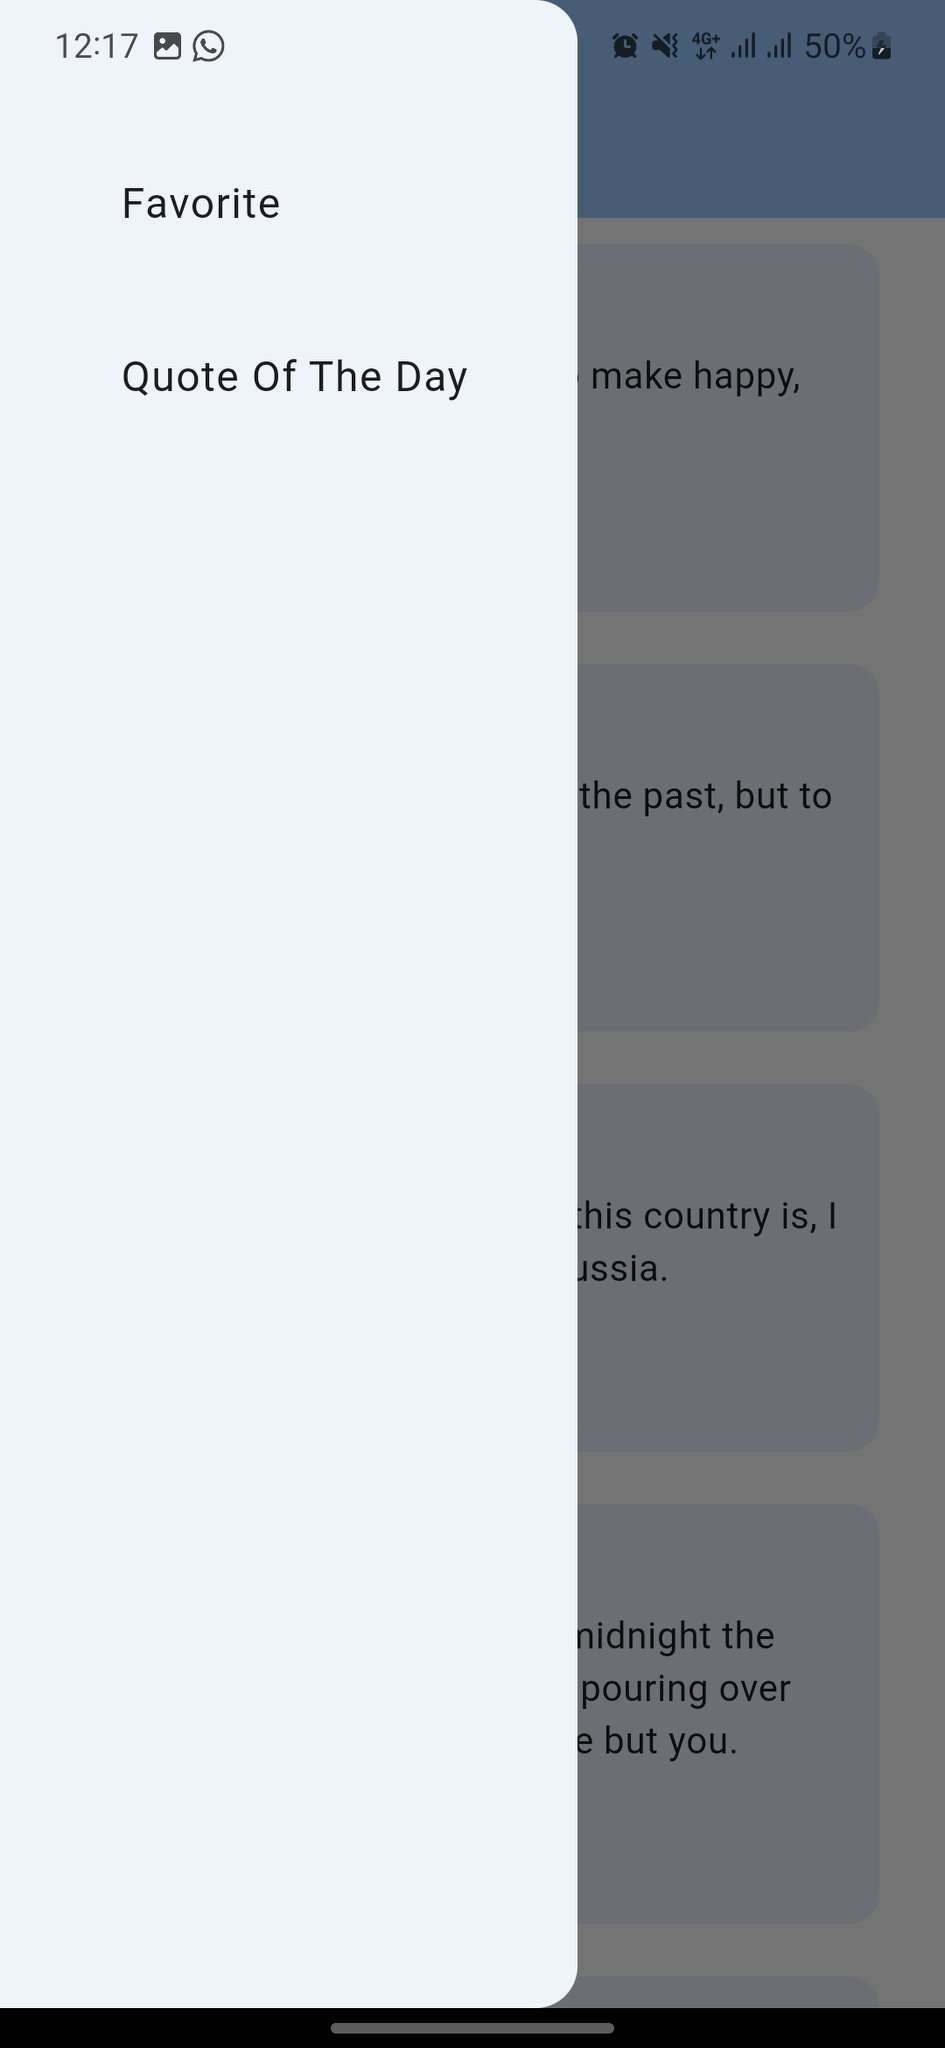 12:17
4G+
50%
Favorite
Quote Of The Day
make happy,
the past, but to
this country is, I
ussia.
midnight the
pouring over
e but you.